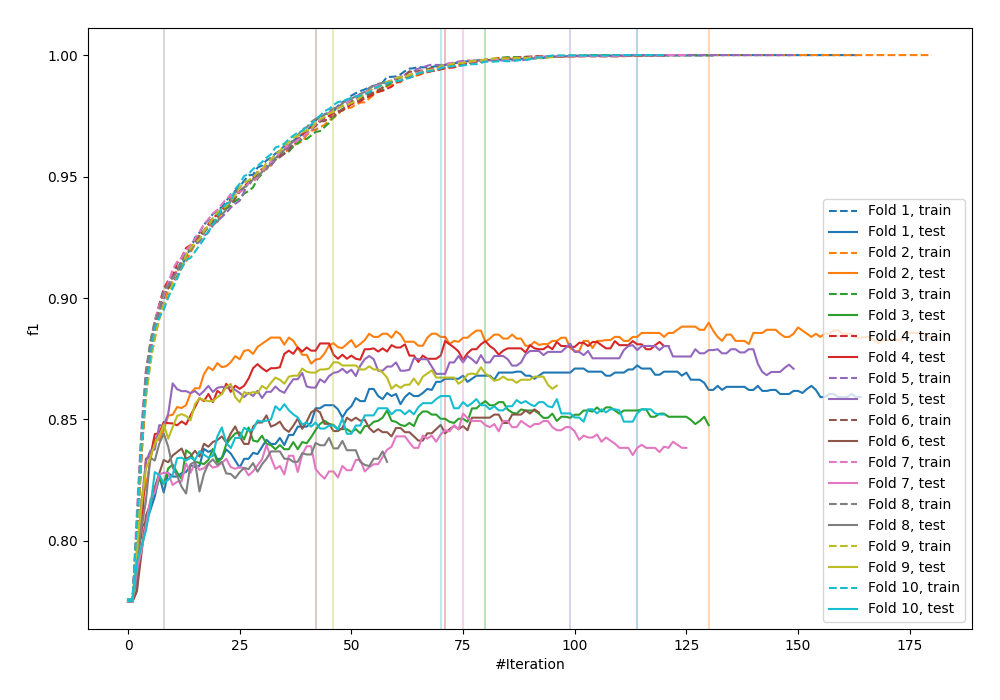 1.00
0.95
0.90
0.85
0.80
f1
0
25
50
75
100
125
150
175
#Iteration
Fold 1, train
Fold 1, test
Fold 2, train
Fold 2, test
Fold 3, train
Fold 3, test
Fold 4, train
Fold 4, test
Fold 5, train
Fold 5, test
Fold 6, train
Fold 6, test
Fold 7, train
Fold 7, test
Fold 8, train
Fold 8, test
Fold 9, train
Fold 9, test
Fold 10, train
Fold 10, test